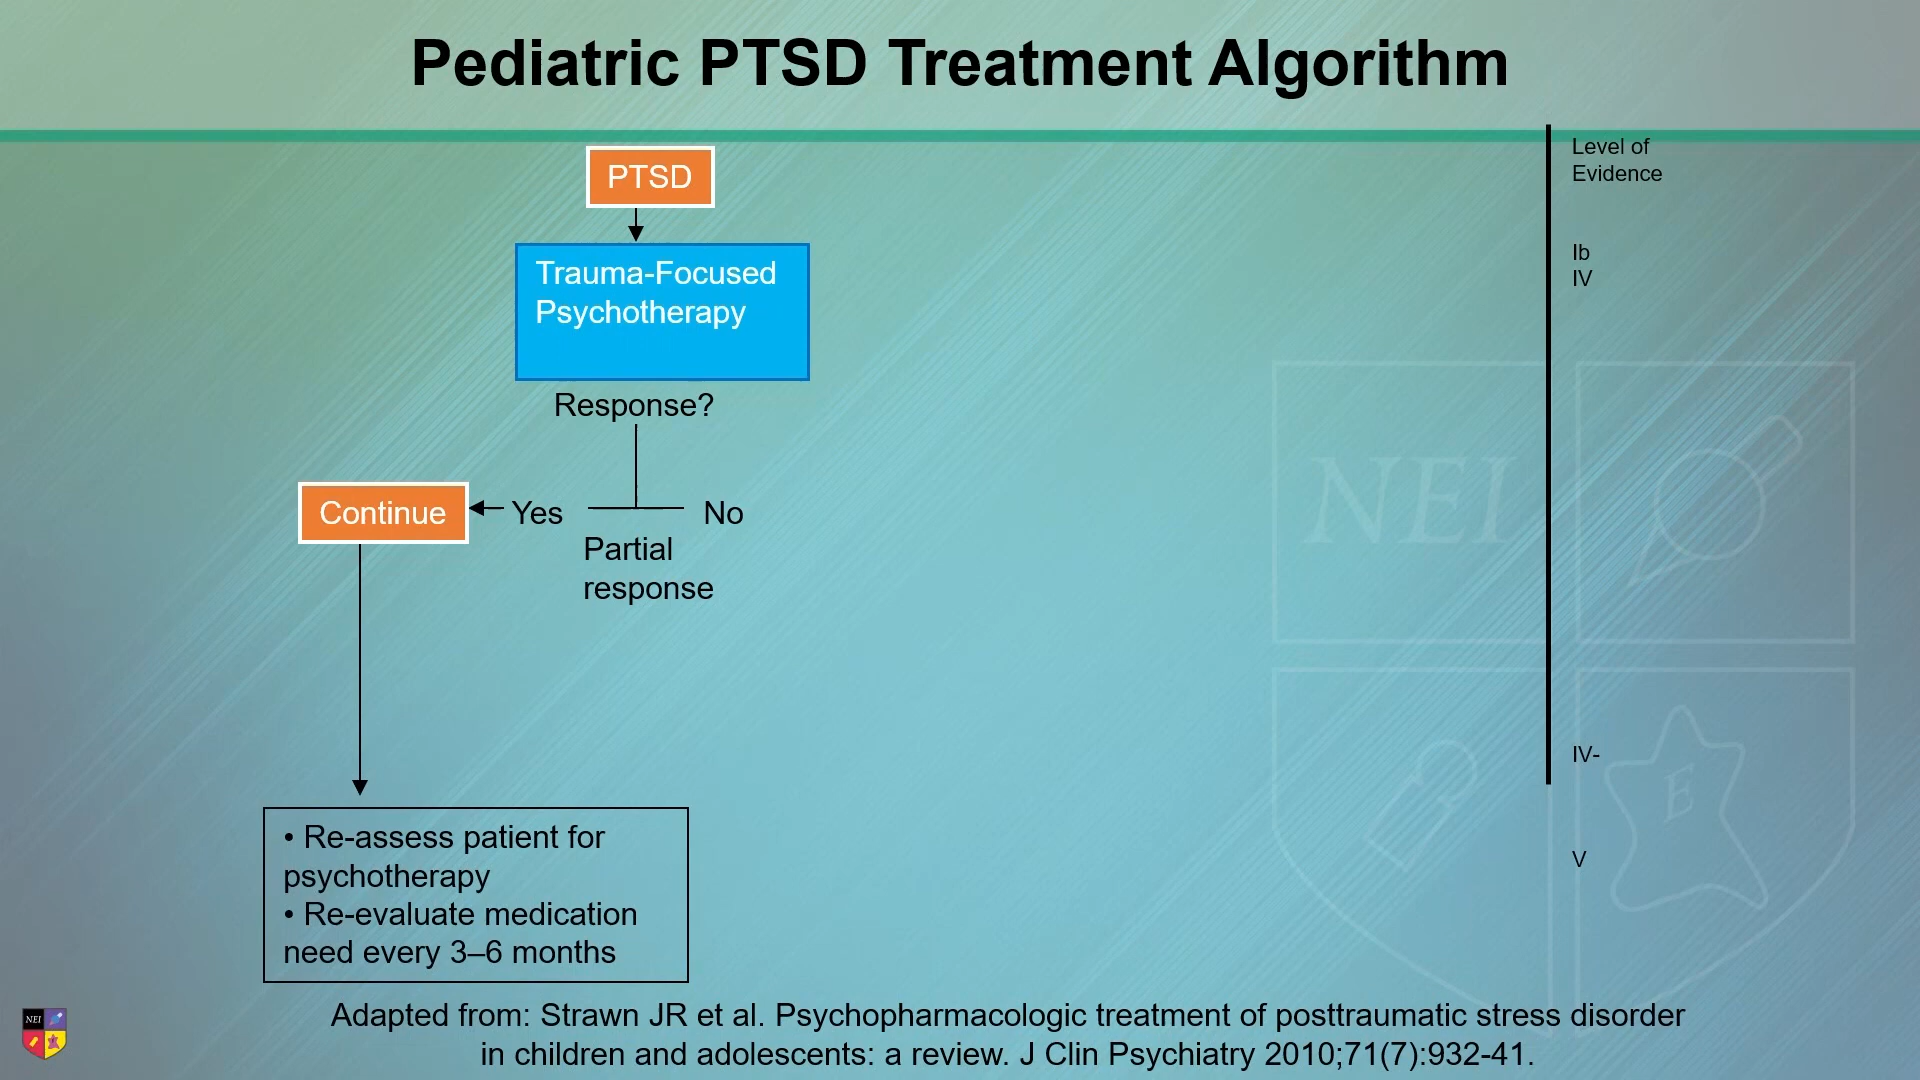 Pediatric PTSD Treatment Algorithm
Level of
Evidence
PTSD
Trauma-Focused
Psychotherapy
Ib
IV
Response?
Continue
Yes
No
Partial
response
NEI
IV-
E
• Re-assess patient for
psychotherapy
• Re-evaluate medication
need every 3–6 months
V
NEI
Adapted from: Strawn JR et al. Psychopharmacologic treatment of posttraumatic stress disorder
in children and adolescents: a review. J Clin Psychiatry 2010;71(7):932-41.